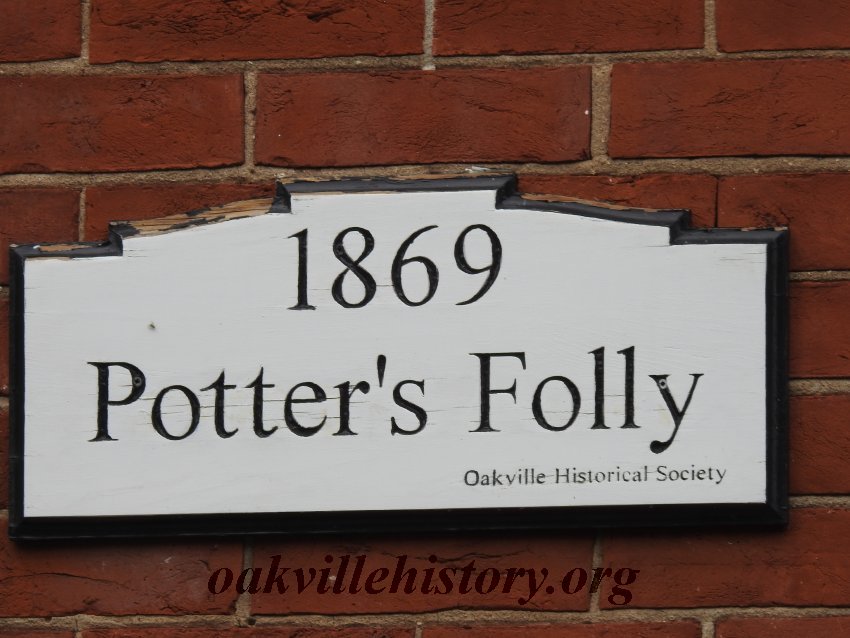 1869
Potter's Folly
Oakville Historical Society
oakvillehistory.org